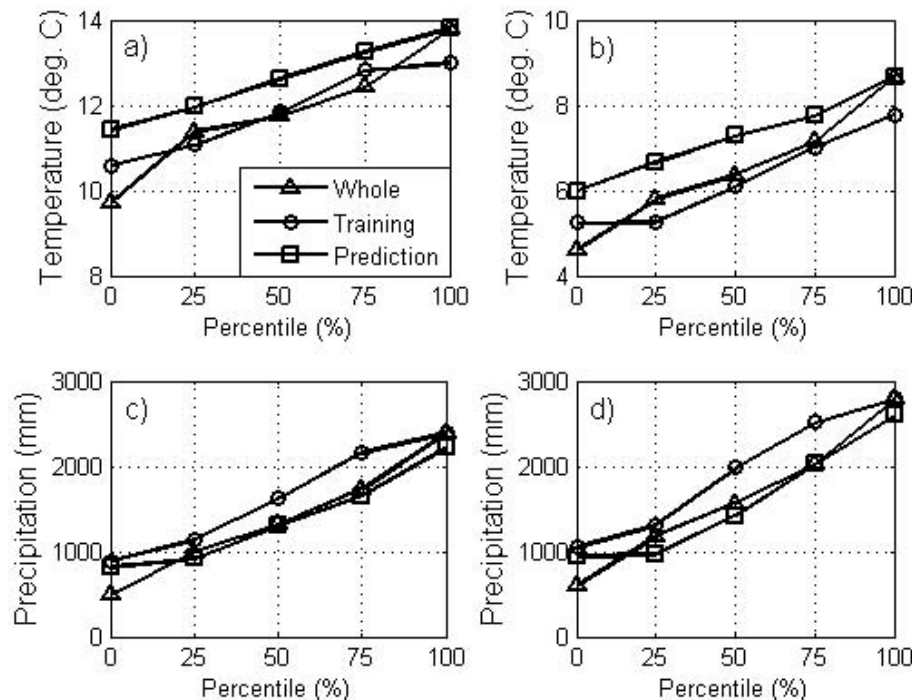 14
12
10
8
Temperature (deg. C)
a)
Whole
Training
Prediction
0 25 50 75 100
Percentile (%)
10
8
6
4
Temperature (deg. C)
b)
0 25 50 75 100
Percentile (%)
3000
2000
1000
0
Precipitation (mm)
c)
0 25 50 75 100
Percentile (%)
3000
2000
1000
0
Precipitation (mm)
d)
0 25 50 75 100
Percentile (%)